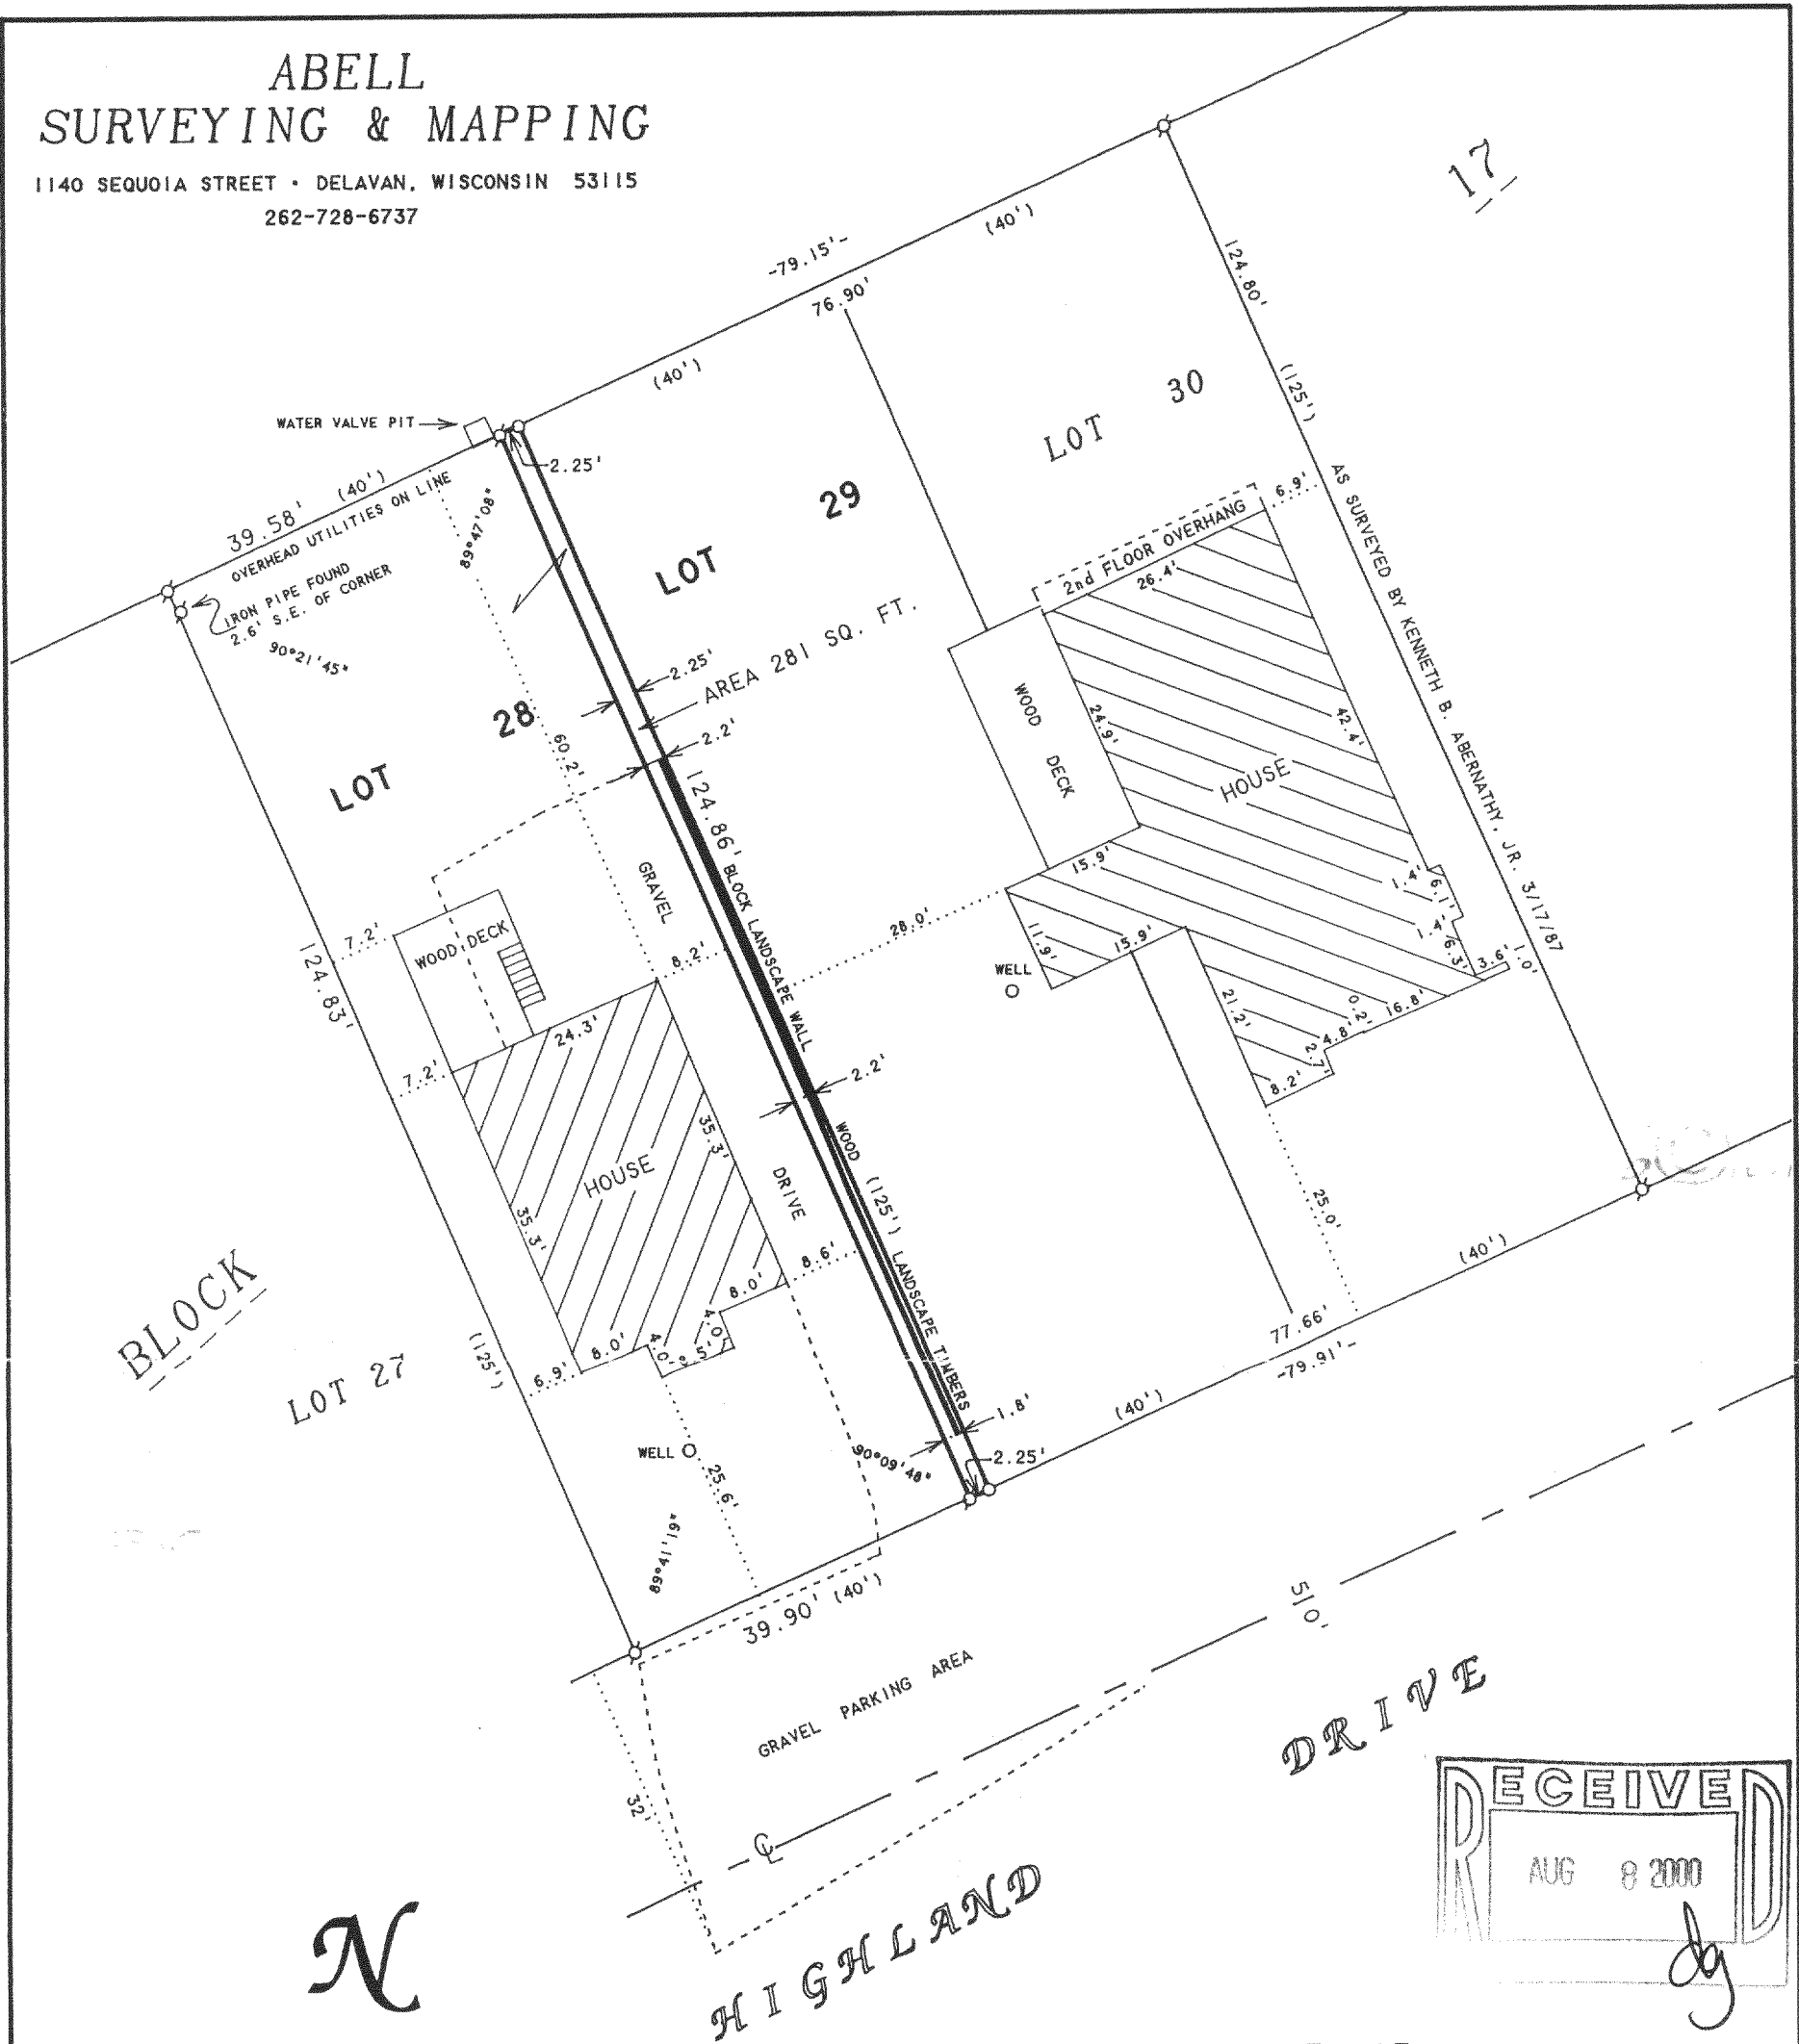 ABELL
SURVEYING & MAPPING
1140 SEQUOIA STREET • DELAVAN, WISCONSIN 53115
262-728-6737
17
(40')
-79.15'-
76.90'
(40')
124.80'
(125')
AS SURVEYED BY KENNETH B. ABERNATHY, JR. 3/17/87
WATER VALVE PIT
2.25'
39.58' (40')
OVERHEAD UTILITIES ON LINE
IRON PIPE FOUND
2.6' S.E. OF CORNER
90°21'45"
89°47'08"
LOT 30
LOT 29
6.9'
2nd FLOOR OVERHANG
26.4'
AREA 281 SQ. FT.
2.25'
2.2'
LOT 28
60.2'
WOOD DECK
24.9'
42.4'
HOUSE
124.86'
BLOCK LANDSCAPE WALL
GRAVEL
15.9'
1.4'
6.1'
1.4'
6.3'
3.6'
1.0'
28.0'
11.9'
15.9'
WELL
7.2'
WOOD DECK
8.2'
124.83'
24.3'
7.2'
21.2'
0.2'
16.8'
4.8'
2.7'
8.2'
2.2'
WOOD (125') LANDSCAPE TIMBERS
35.3'
HOUSE
35.3'
DRIVE
25.0'
8.6'
8.0'
4.0'
(40')
77.66'
-79.91'-
BLOCK
LOT 27
(125')
6.9'
8.0'
4.0'
(40')
1.8'
90°09'48"
2.25'
WELL
25.6'
89°41'19"
39.90' (40')
510'
GRAVEL PARKING AREA
32'
HIGHLAND DRIVE
N
RECEIVED
AUG 8 2000
dg